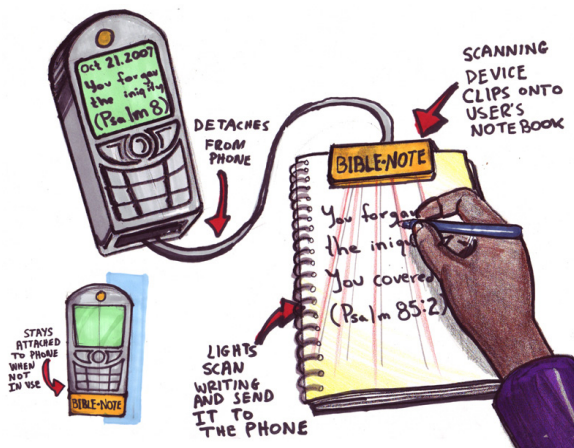 Oct 21.2007
You forgav
the iniqity
(Psalm 8)
DETACHES
FROM
PHONE
SCANNING
DEVICE
CLIPS ONTO
USER'S
NOTEBOOK
BIBLE•NOTE
You forgav
the iniqu
You covered
(Psalm 85:2)
STAYS
ATTACHED
TO PHONE
WHEN
NOT
IN USE
BIBLE•NOTE
LIGHTS
SCAN
WRITING
AND SEND
IT TO
THE PHONE